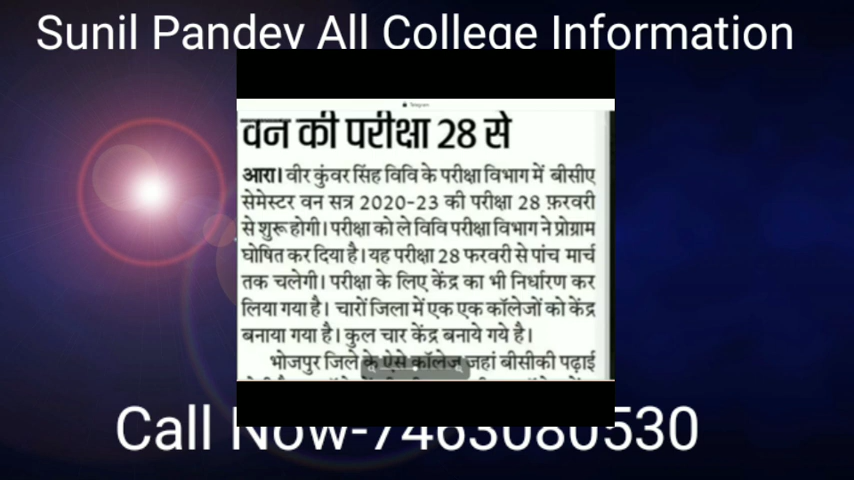 Sunil Pandey All College Information
Telegram
वन की परीक्षा 28 से
आरा। वीर कुंवर सिंह विवि के परीक्षा विभाग में बीसीए
सेमेस्टर वन सत्र 2020-23 की परीक्षा 28 फ़रवरी
से शुरू होगी। परीक्षा को ले विवि परीक्षा विभाग ने प्रोग्राम
घोषित कर दिया है। यह परीक्षा 28 फरवरी से पांच मार्च
तक चलेगी। परीक्षा के लिए केंद्र का भी निर्धारण कर
लिया गया है। चारों जिला में एक एक कॉलेजों को केंद्र
बनाया गया है। कुल चार केंद्र बनाये गये है।
भोजपुर जिले के ऐसे कॉलेज जहां बीसीकी पढ़ाई
Call Now-7463080530